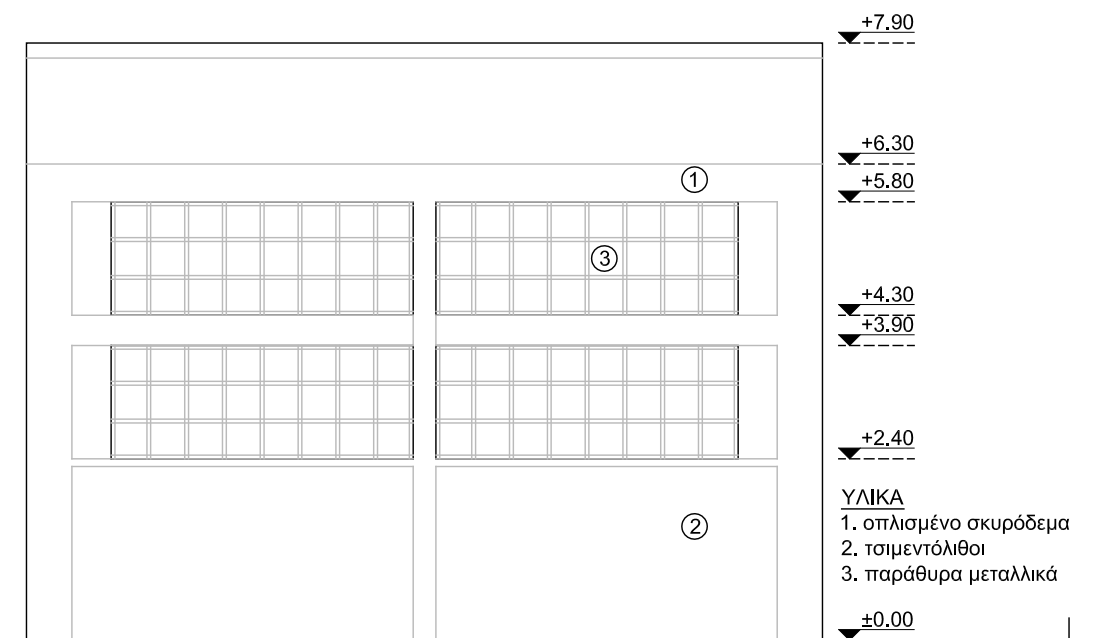 +7.90
+6.30
1
+5.80
3
+4.30
+3.90
+2.40
ΥΛΙΚΑ
1. οπλισμένο σκυρόδεμα
2
2. τσιμεντόλιθοι
3. παράθυρα μεταλλικά
±0.00